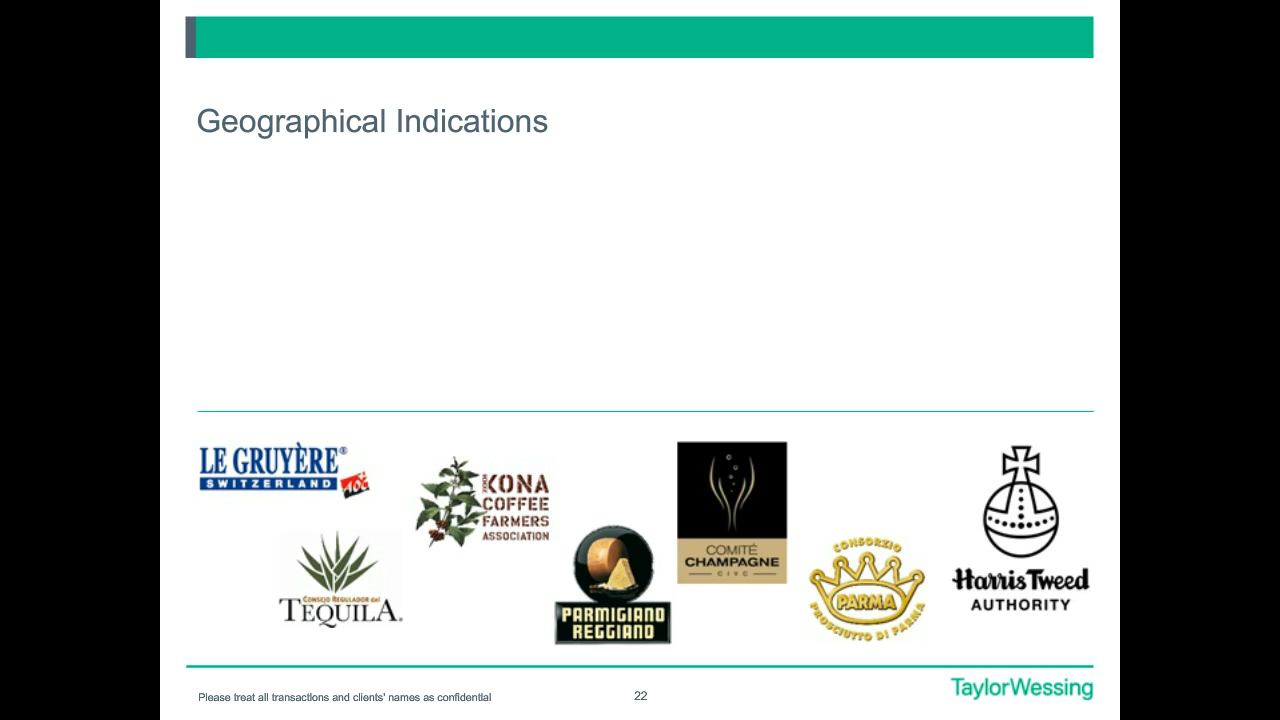 Geographical Indications
LE GRUYÈRE®
SWITZERLAND
AOC
KONA
COFFEE
FARMERS
ASSOCIATION
CONSEJO REGULADOR del
TEQUILA
PARMIGIANO
REGGIANO
COMITÉ
CHAMPAGNE
CIVC
CONSORZIO
PARMA
PROSCIUTTO DI PARMA
Harris Tweed
AUTHORITY
Please treat all transactions and clients' names as confidential
22
TaylorWessing